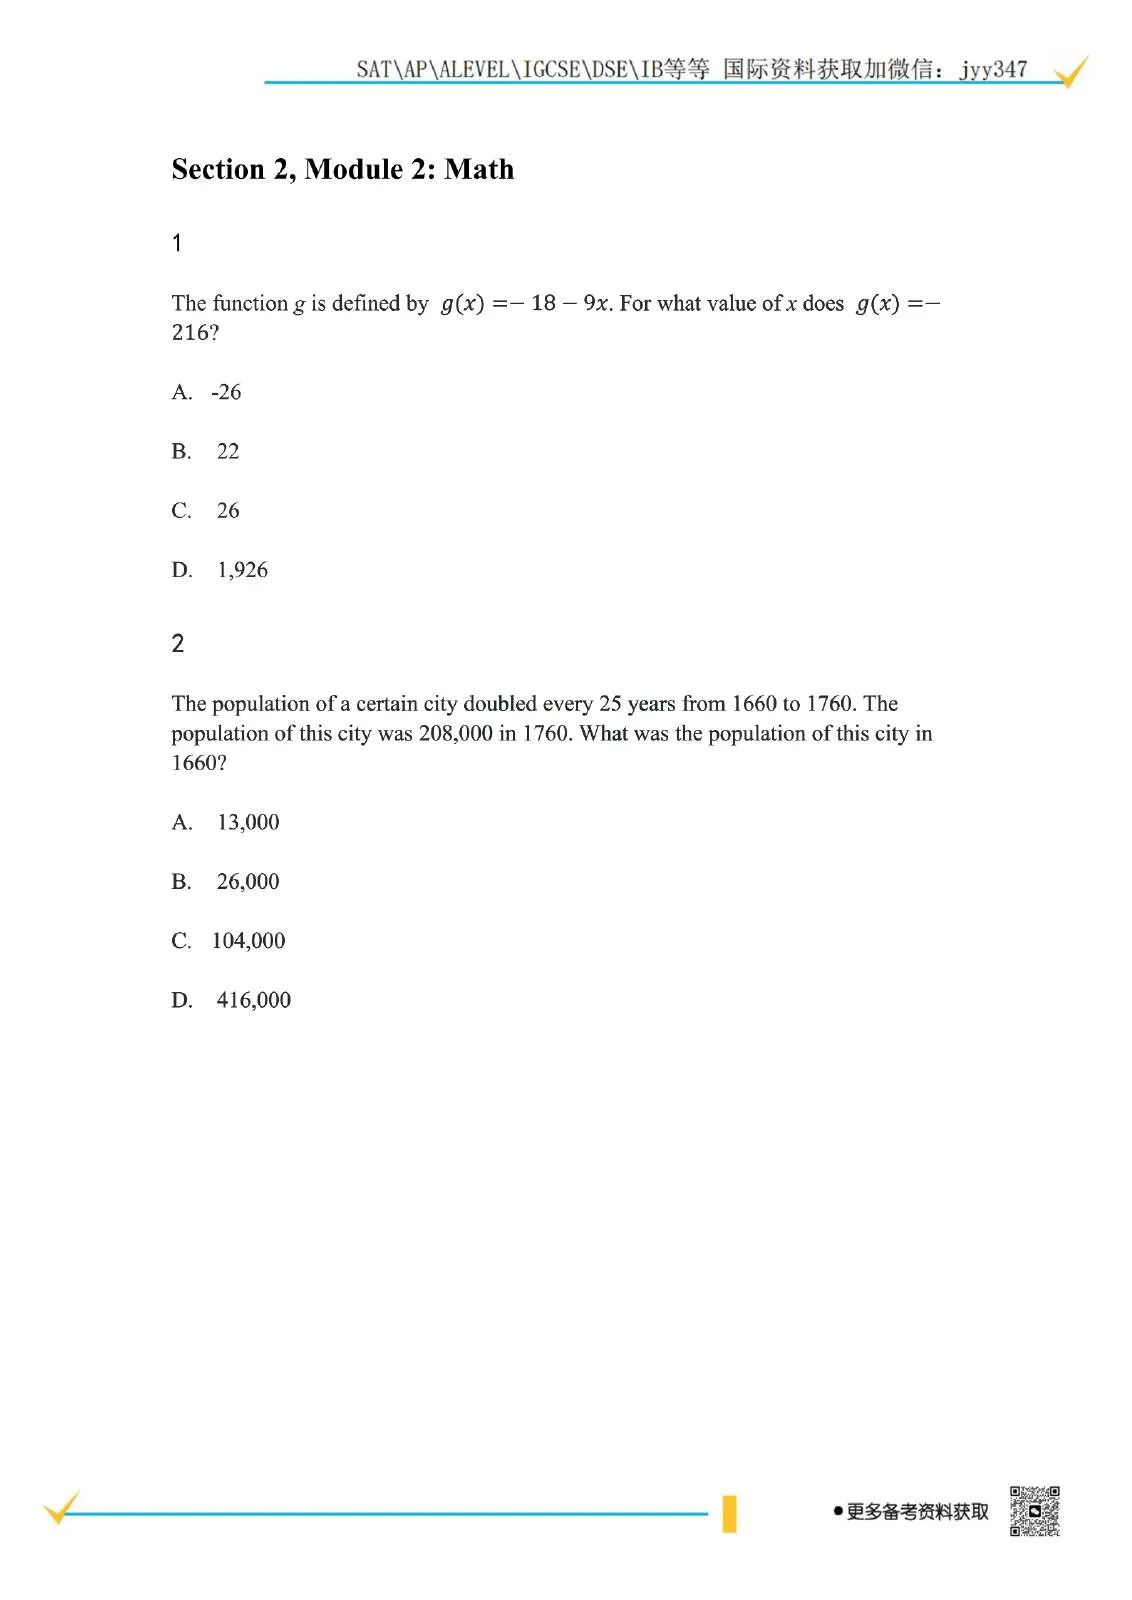 SAT\AP\ALEVEL\IGCSE\DSE\IB等等 国际资料获取加微信：jyy347
Section 2, Module 2: Math
1
The function g is defined by g(x) =− 18 − 9x. For what value of x does g(x) =−
216?
A. -26
B. 22
C. 26
D. 1,926
2
The population of a certain city doubled every 25 years from 1660 to 1760. The
population of this city was 208,000 in 1760. What was the population of this city in
1660?
A. 13,000
B. 26,000
C. 104,000
D. 416,000
●更多备考资料获取